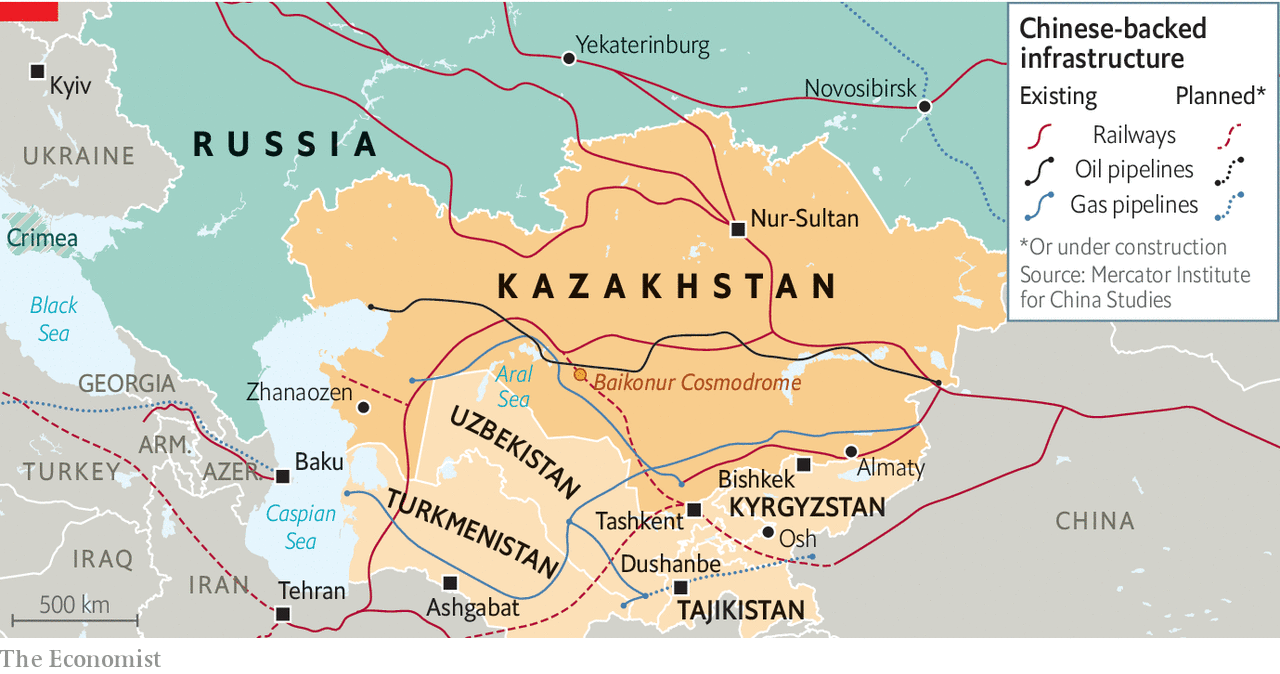 Yekaterinburg
Kyiv
Novosibirsk
RUSSIA
UKRAINE
Crimea
Nur-Sultan
KAZAKHSTAN
Black
Sea
GEORGIA
Zhanaozen
Aral
Sea
Baikonur Cosmodrome
ARM.
UZBEKISTAN
TURKEY
AZER.
Baku
Bishkek
Almaty
TURKMENISTAN
KYRGYZSTAN
Caspian
Sea
Tashkent
CHINA
Osh
IRAQ
IRAN
Dushanbe
Tehran
500 km
Ashgabat
TAJIKISTAN
Chinese-backed
infrastructure
Existing Planned*
Railways
Oil pipelines
Gas pipelines
*Or under construction
Source: Mercator Institute
for China Studies
The Economist